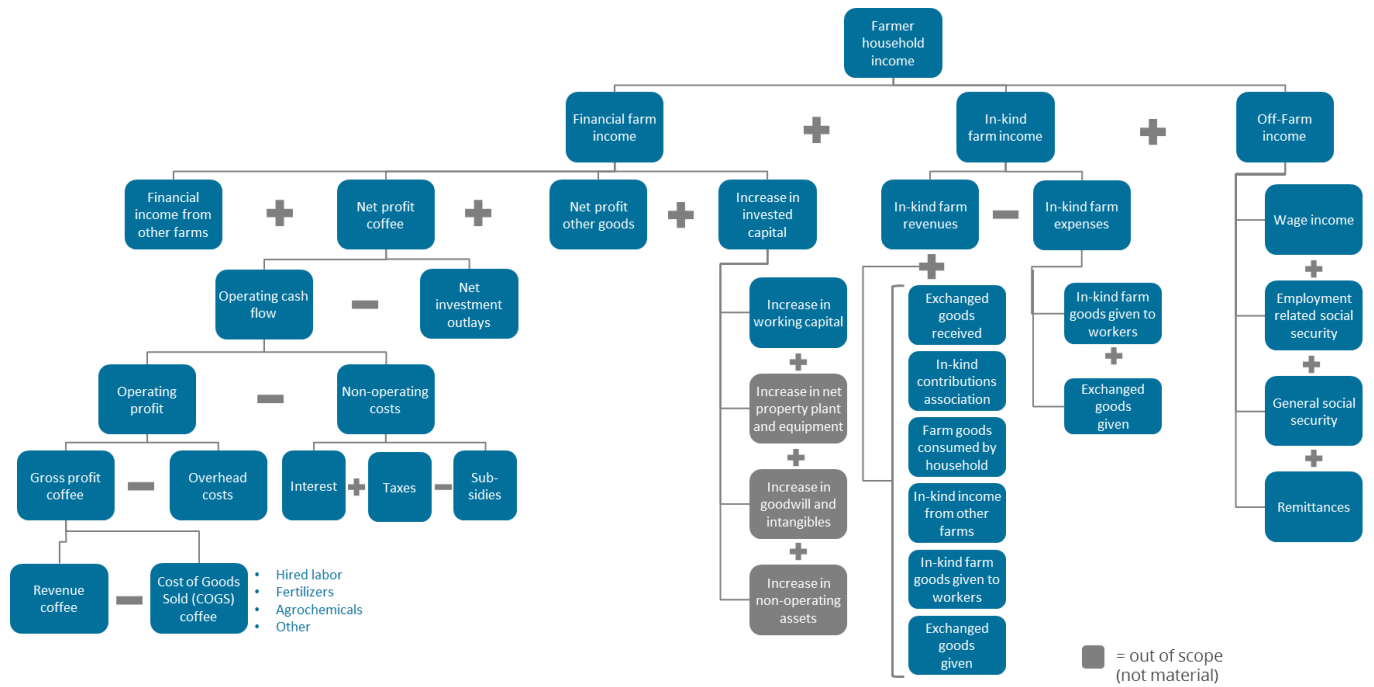 Farmer
household
income
Financial farm
income
+
In-kind
farm income
+
Off-Farm
income
Financial
income from
other farms
+
Net profit
coffee
+
Net profit
other goods
+
Increase in
invested
capital
In-kind farm
revenues
−
In-kind farm
expenses
Operating cash
flow
−
Net
investment
outlays
Operating
profit
−
Non-operating
costs
Gross profit
coffee
−
Overhead
costs
Interest
+
Taxes
−
Sub-
sidies
Revenue
coffee
−
Cost of Goods
Sold (COGS)
coffee
• Hired labor
• Fertilizers
• Agrochemicals
• Other
Increase in
working capital
+
Increase in net
property plant
and equipment
+
Increase in
goodwill and
intangibles
+
Increase in
non-operating
assets
+
Exchanged
goods
received
In-kind
contributions
association
Farm goods
consumed by
household
In-kind income
from other
farms
In-kind farm
goods given to
workers
Exchanged
goods
given
In-kind farm
goods given to
workers
+
Exchanged
goods
given
Wage income
+
Employment
related social
security
+
General social
security
+
Remittances
= out of scope
(not material)